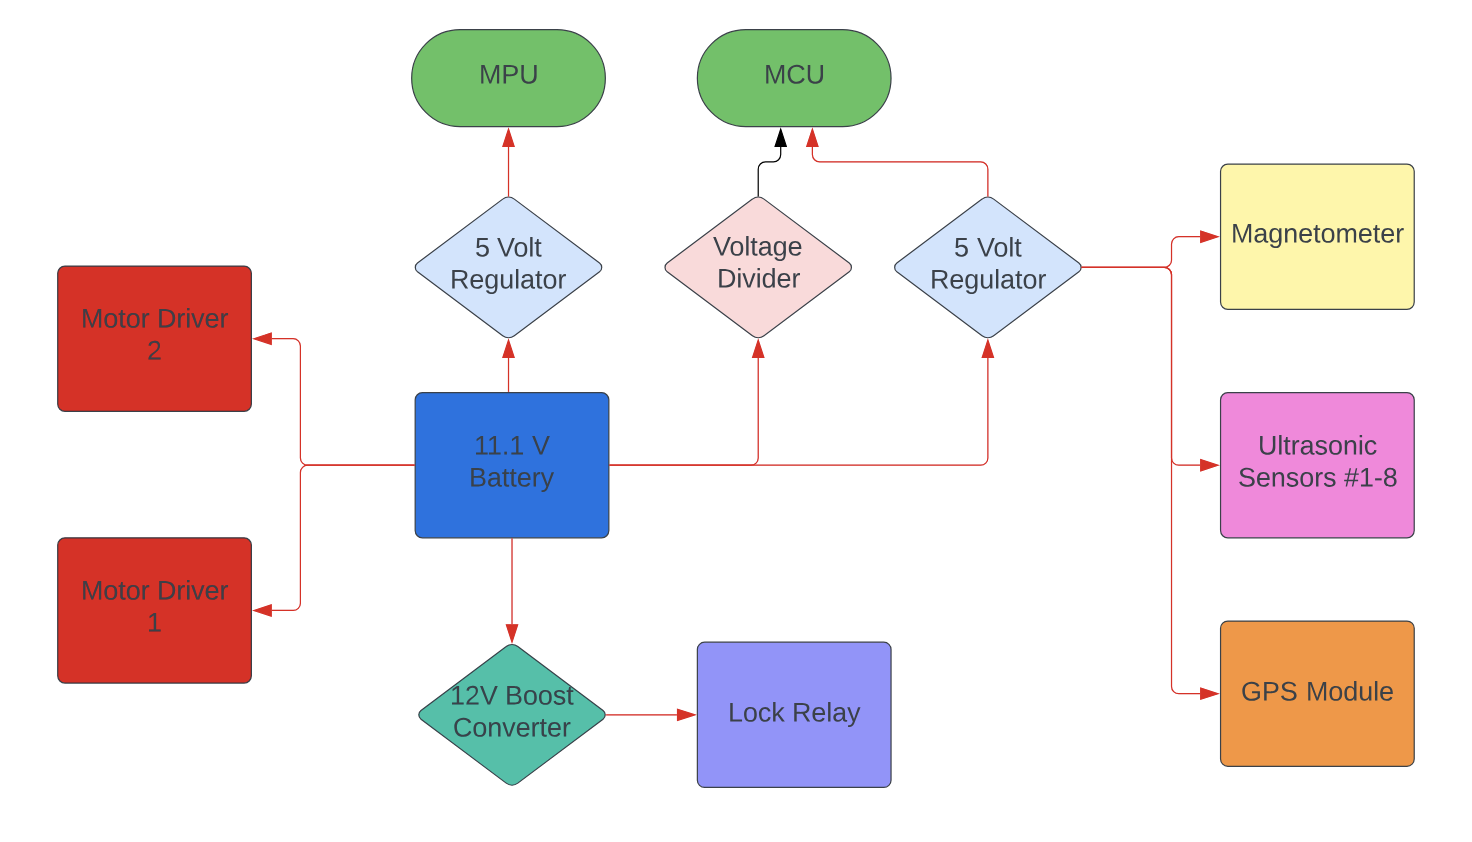 MPU
MCU
5 Volt
Regulator
Voltage
Divider
5 Volt
Regulator
Magnetometer
Motor Driver
2
11.1 V
Battery
Ultrasonic
Sensors #1-8
Motor Driver
1
12V Boost
Converter
Lock Relay
GPS Module